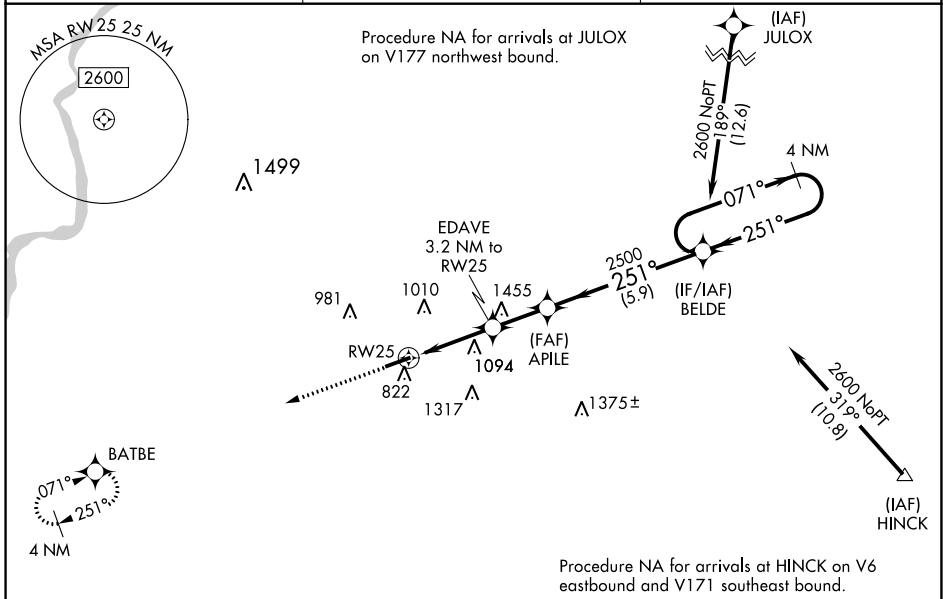 MSA RW25 25 NM
2600
Procedure NA for arrivals at JULOX
on V177 northwest bound.
(IAF)
JULOX
2600 NoPT
189°
(12.6)
4 NM
071°
251°
1499
EDAVE
3.2 NM to
RW25
2500
251°
(5.9)
(IF/IAF)
BELDE
981
1010
1455
(FAF)
APILE
RW25
1094
822
1317
1375±
2600 NoPT
319°
(10.8)
(IAF)
HINCK
BATBE
071°
251°
4 NM
Procedure NA for arrivals at HINCK on V6
eastbound and V171 southeast bound.